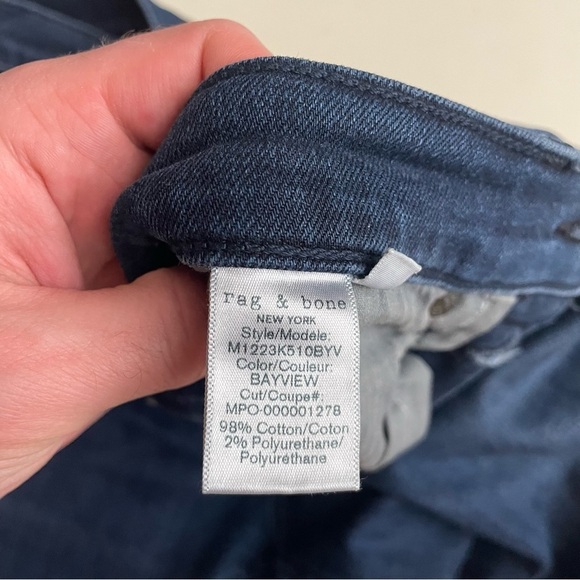 rag & bone
NEW YORK
Style/Modèle:
M1223K510BYV
Color/Couleur:
BAYVIEW
Cut/Coupe#:
MPO-000001278
98% Cotton/Coton
2% Polyurethane/
Polyuréthane